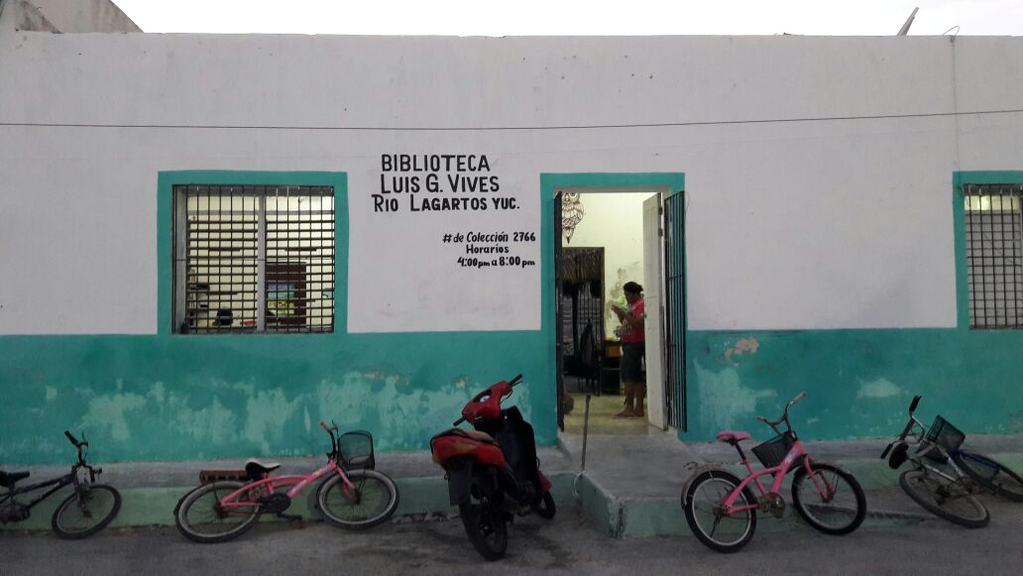 BIBLIOTECA
LUIS G. VIVES
RIO LAGARTOS YUC.
# de Colección 2766
Horarios
4:00 pm a 8:00 pm